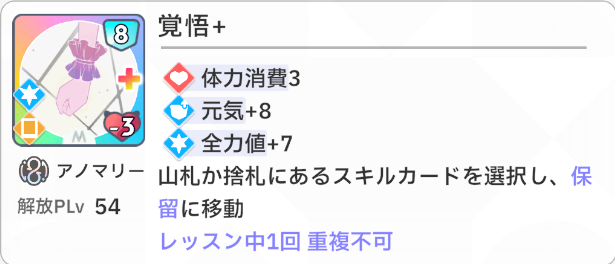 覚悟+
8
-3
M
体力消費3
元気+8
全力値+7
アノマリー
山札か捨札にあるスキルカードを選択し、保
解放PLv 54
留に移動
レッスン中1回 重複不可